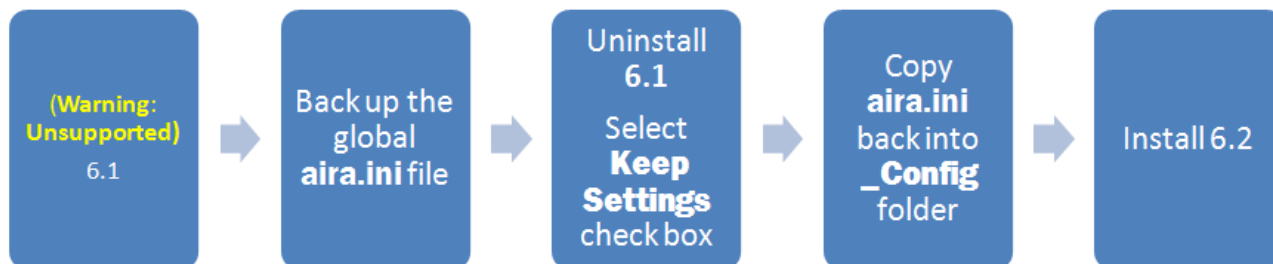 (Warning:
Unsupported)
6.1
Back up the
global
aira.ini file
Uninstall
6.1
Select
Keep
Settings
check box
Copy
aira.ini
back into
_Config
folder
Install 6.2